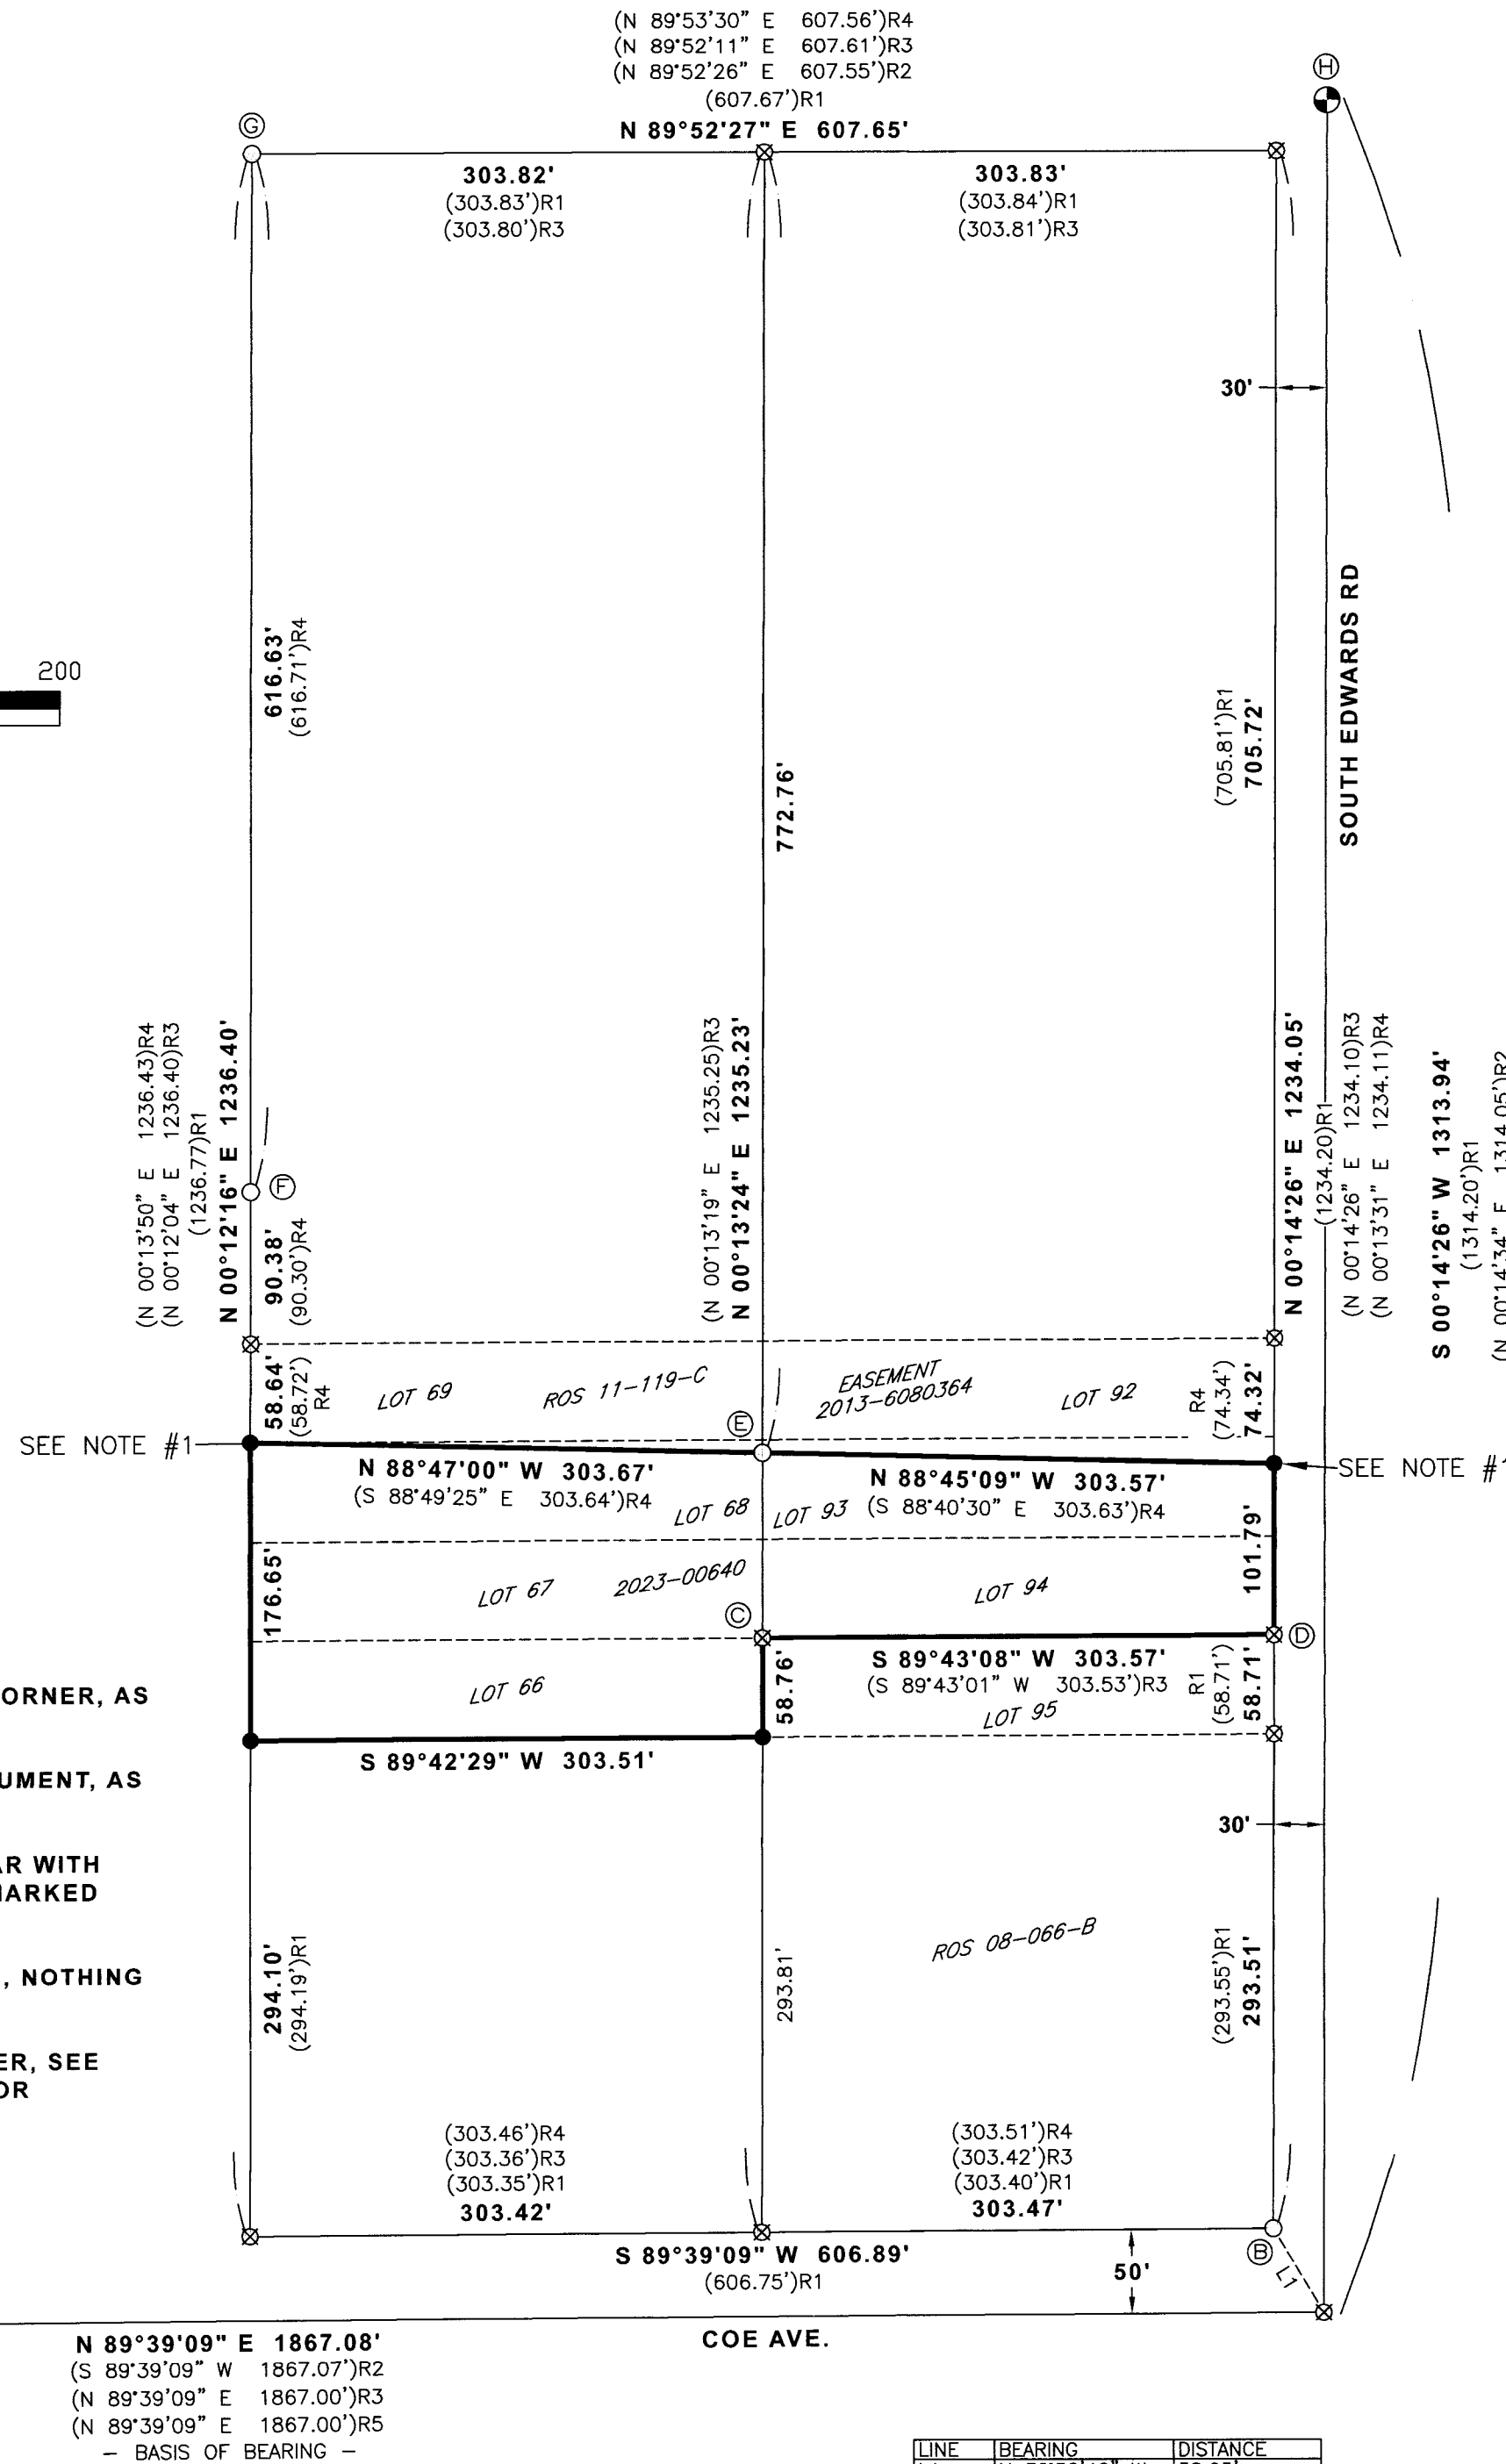 (N 89°53'30" E 607.56')R4
(N 89°52'11" E 607.61')R3
(N 89°52'26" E 607.55')R2
(607.67')R1
N 89°52'27" E 607.65'
G
H
303.82'
(303.83')R1
(303.80')R3
303.83'
(303.84')R1
(303.81')R3
30'
616.63'
(616.71')R4
200
772.76'
(705.81')R1
705.72'
SOUTH EDWARDS RD
(N 00°13'50" E 1236.43)R4
(N 00°12'04" E 1236.40)R3
(1236.77)R1
N 00°12'16" E 1236.40'
F
90.38'
(90.30')R4
(N 00°13'19" E 1235.25)R3
N 00°13'24" E 1235.23'
N 00°14'26" E 1234.05'
(1234.20)R1
(N 00°14'26" E 1234.10)R3
(N 00°13'31" E 1234.11)R4
S 00°14'26" W 1313.94'
(1314.20')R1
(N 00°14'34" E 1314.05')R2
58.64'
(58.72')
R4
LOT 69
ROS 11-119-C
EASEMENT
2013-6080364
LOT 92
R4
(74.34')
74.32'
SEE NOTE #1
E
N 88°47'00" W 303.67'
(S 88°49'25" E 303.64')R4
N 88°45'09" W 303.57'
(S 88°40'30" E 303.63')R4
SEE NOTE #1
LOT 68
LOT 93
176.65'
LOT 67
2023-00640
LOT 94
101.79'
C
D
LOT 66
58.76'
S 89°43'08" W 303.57'
(S 89°43'01" W 303.53')R3
LOT 95
R1
(58.71')
58.71'
S 89°42'29" W 303.51'
ORNER, AS
UMENT, AS
AR WITH
MARKED
, NOTHING
ER, SEE
OR
30'
ROS 08-066-B
294.10'
(294.19')R1
293.81'
(293.55')R1
293.51'
(303.46')R4
(303.36')R3
(303.35')R1
303.42'
(303.51')R4
(303.42')R3
(303.40')R1
303.47'
S 89°39'09" W 606.89'
(606.75')R1
50'
B
L1
N 89°39'09" E 1867.08'
(S 89°39'09" W 1867.07')R2
(N 89°39'09" E 1867.00')R3
(N 89°39'09" E 1867.00')R5
- BASIS OF BEARING -
COE AVE.
LINE BEARING DISTANCE